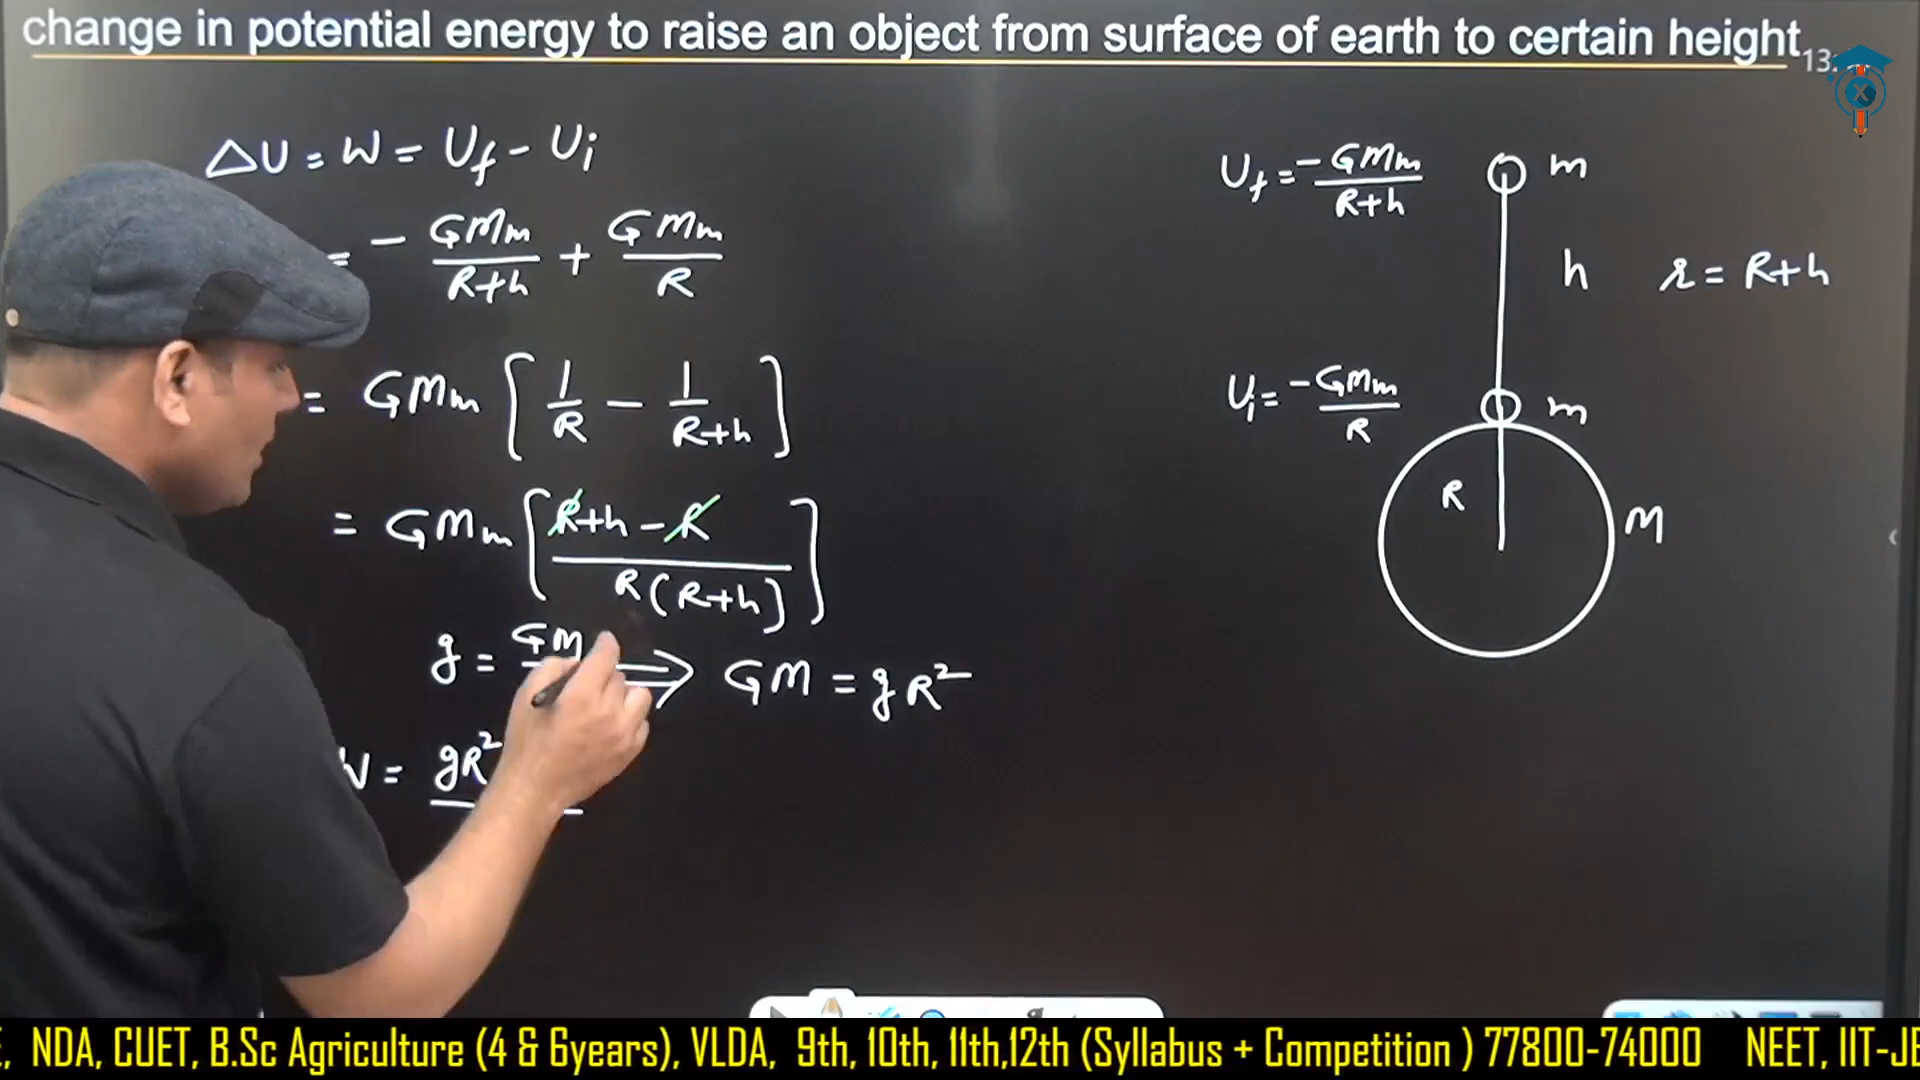 change in potential energy to raise an object from surface of earth to certain height
13:
X
ΔU = W = Uf - Ui
= - GMm/(R+h) + GMm/R
= GMm [1/R - 1/(R+h)]
= GMm [(R+h - R)/(R(R+h))]
g = GM ⟹ GM = gR²
W = gR²
Uf = -GMm/(R+h)
m
h
r = R+h
Ui = -GMm/R
m
R
M
NDA, CUET, B.Sc Agriculture (4 & 6years), VLDA, 9th, 10th, 11th,12th (Syllabus + Competition ) 77800-74000 NEET, IIT-JE